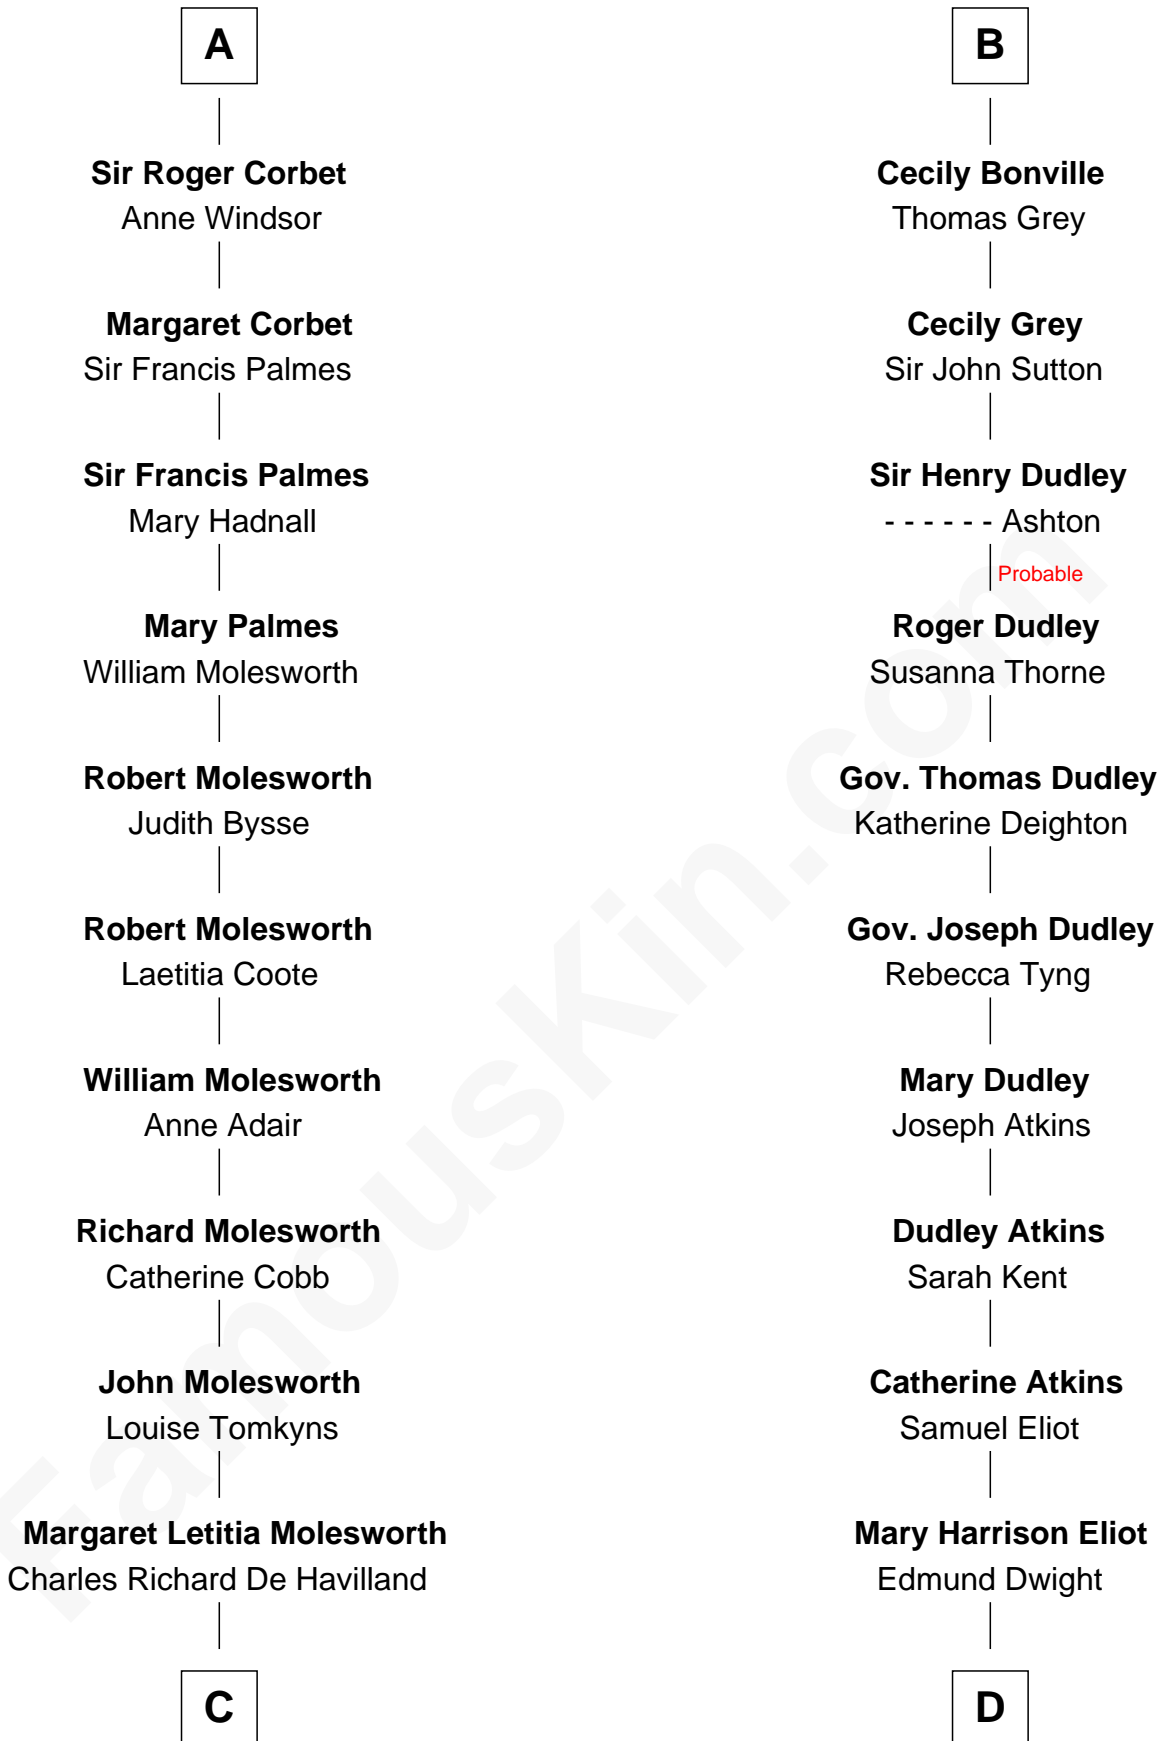 A
Sir Roger Corbet
Anne Windsor
Margaret Corbet
Sir Francis Palmes
Sir Francis Palmes
Mary Hadnall
Mary Palmes
William Molesworth
Robert Molesworth
Judith Bysse
Robert Molesworth
Laetitia Coote
William Molesworth
Anne Adair
Richard Molesworth
Catherine Cobb
John Molesworth
Louise Tomkyns
Margaret Letitia Molesworth
Charles Richard De Havilland
C
B
Cecily Bonville
Thomas Grey
Cecily Grey
Sir John Sutton
Sir Henry Dudley
- - - - - - Ashton
Probable
Roger Dudley
Susanna Thorne
Gov. Thomas Dudley
Katherine Deighton
Gov. Joseph Dudley
Rebecca Tyng
Mary Dudley
Joseph Atkins
Dudley Atkins
Sarah Kent
Catherine Atkins
Samuel Eliot
Mary Harrison Eliot
Edmund Dwight
D
FamousKin.com